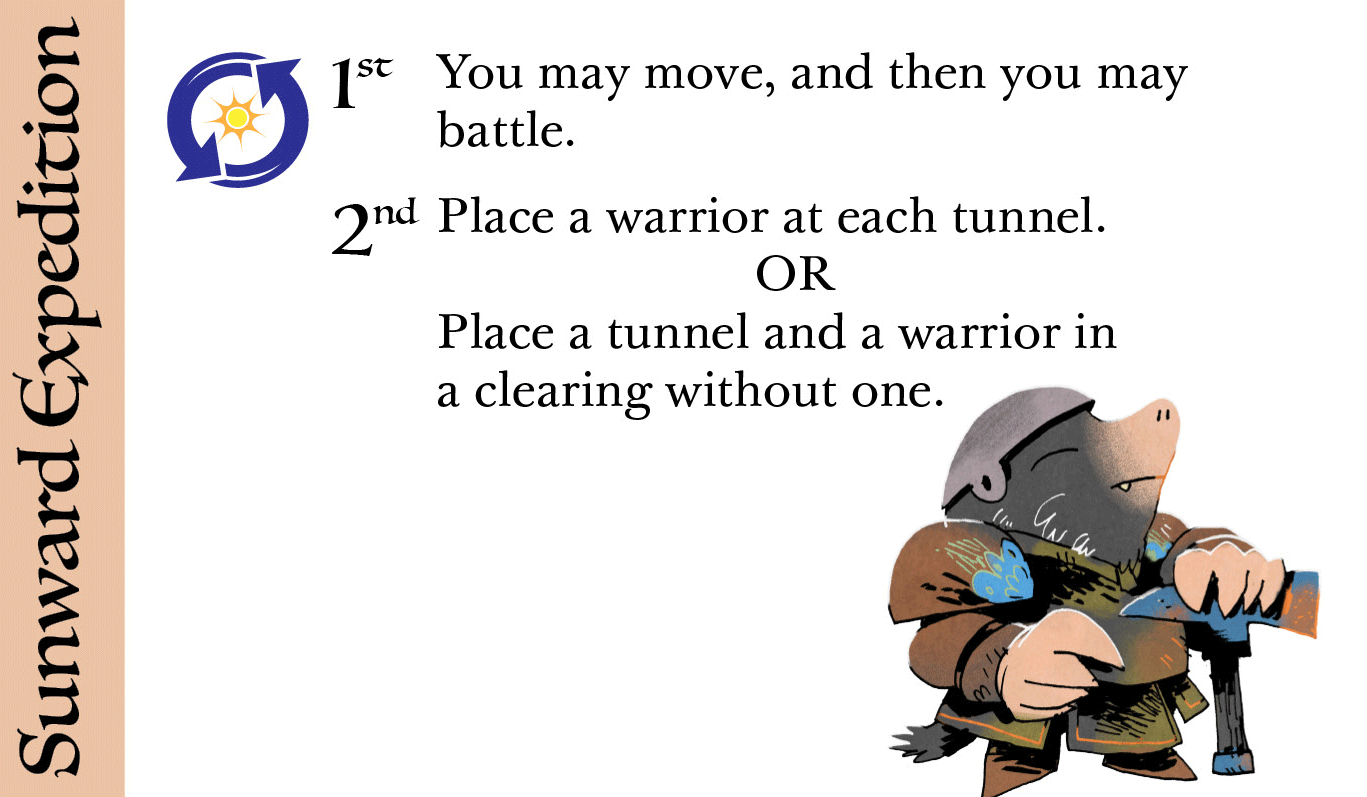 Sunward Expedition
1st You may move, and then you may
battle.
2nd Place a warrior at each tunnel.
OR
Place a tunnel and a warrior in
a clearing without one.